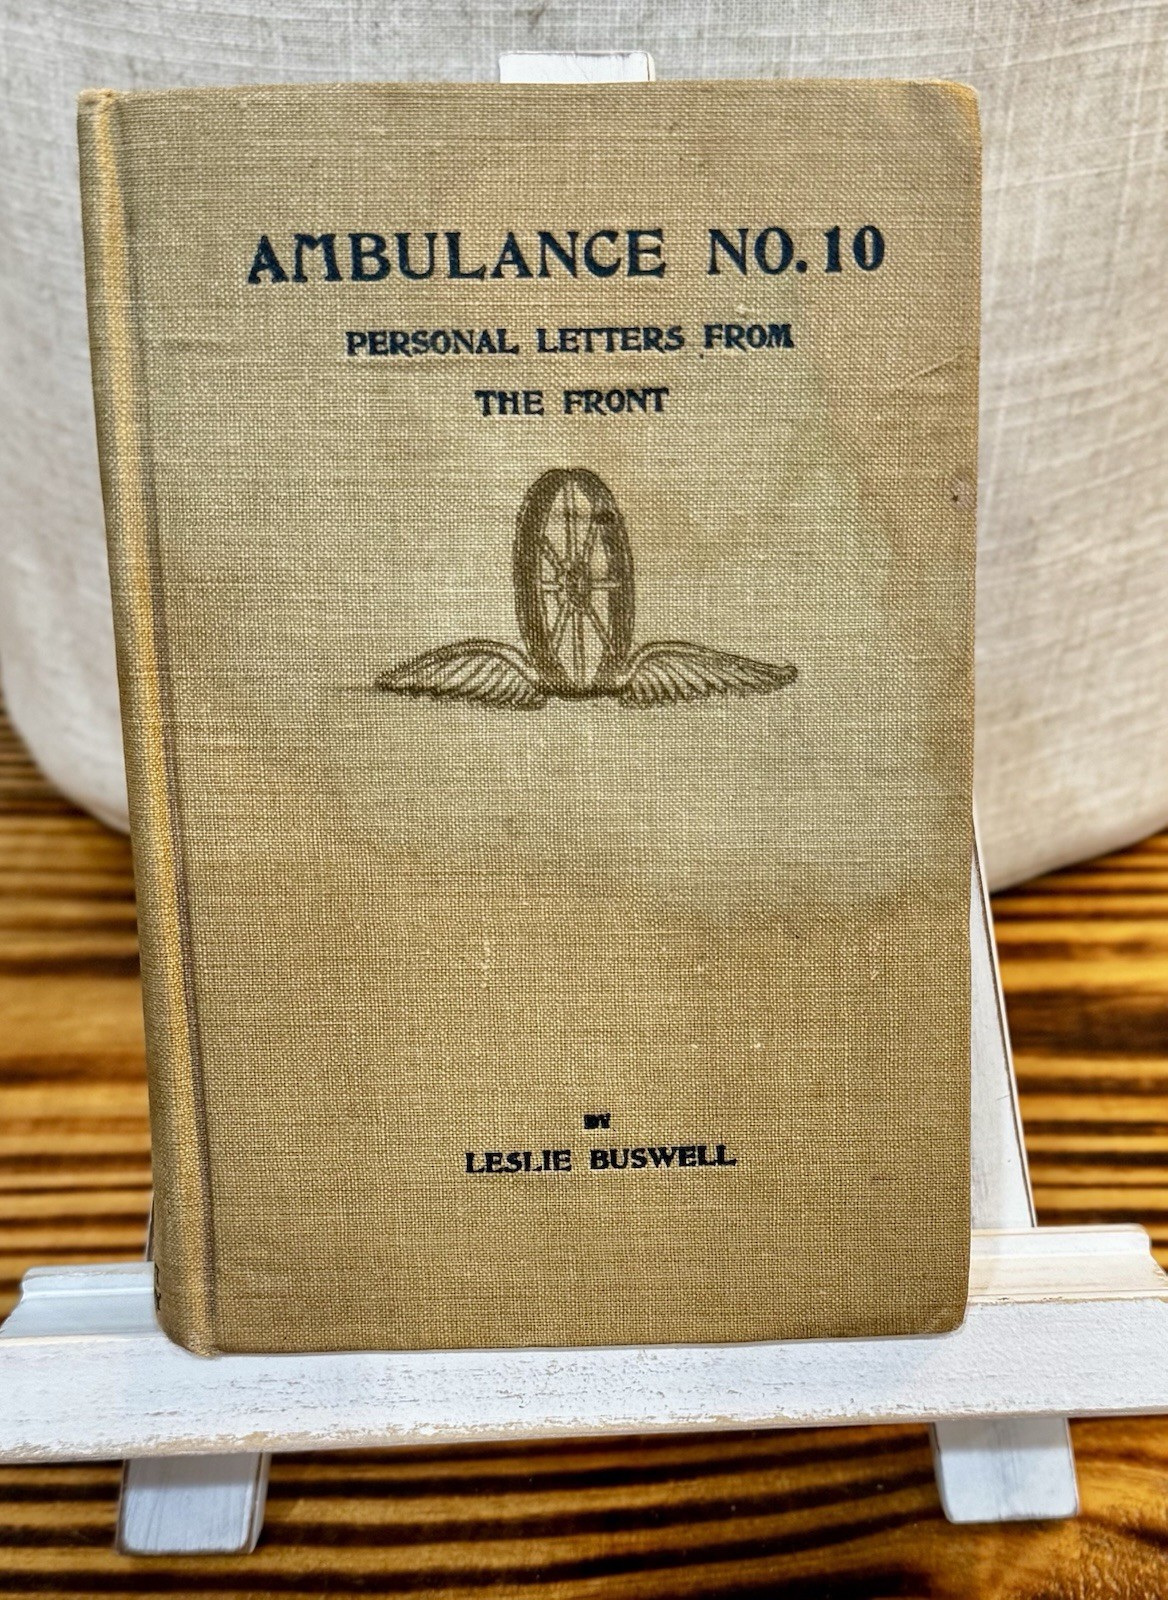 AMBULANCE NO. 10
PERSONAL LETTERS FROM
THE FRONT
BY
LESLIE BUSWELL